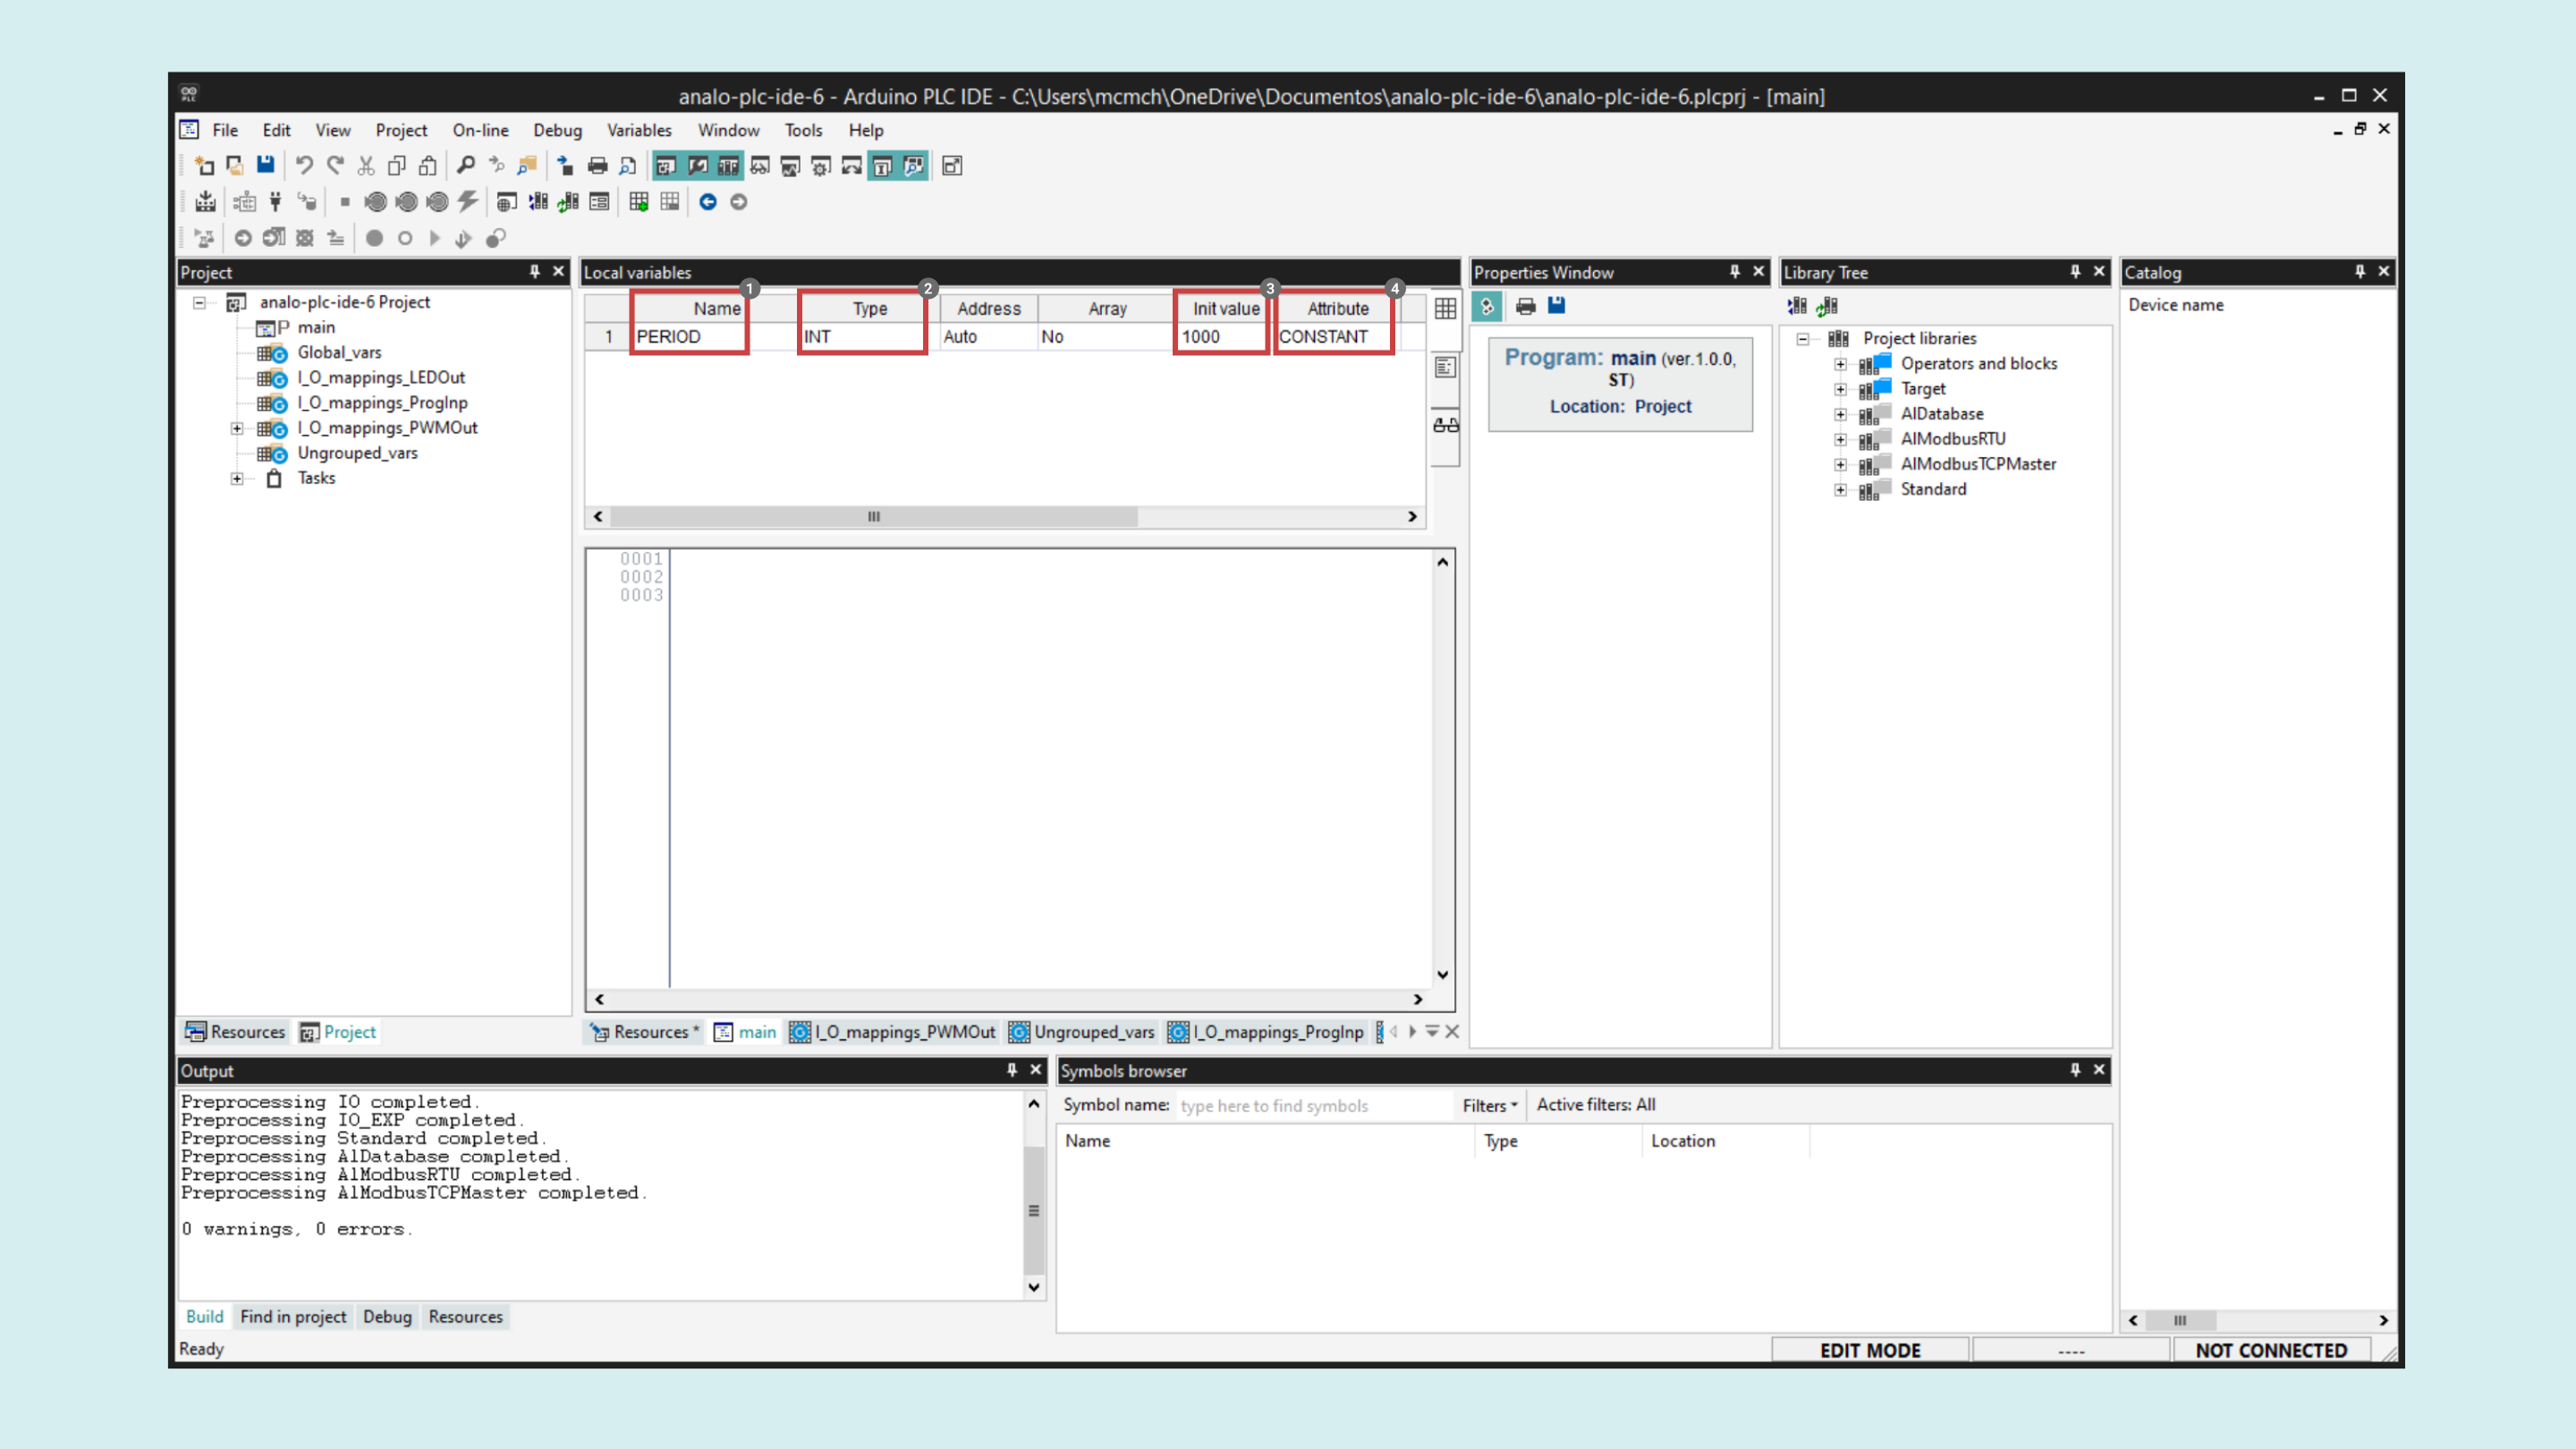 analo-plc-ide-6 - Arduino PLC IDE - C:\Users\mcmch\OneDrive\Documentos\analo-plc-ide-6\analo-plc-ide-6.plcprj - [main]
File Edit View Project On-line Debug Variables Window Tools Help
Project
analo-plc-ide-6 Project
P main
Global_vars
I_O_mappings_LEDOut
I_O_mappings_ProgInp
I_O_mappings_PWMOut
Ungrouped_vars
Tasks
Resources Project
Local variables
1 2 3 4
Name Type Address Array Init value Attribute
1 PERIOD INT Auto No 1000 CONSTANT
0001
0002
0003
Resources * main I_O_mappings_PWMOut Ungrouped_vars I_O_mappings_ProgInp
Properties Window
Program: main (ver.1.0.0,
ST)
Location: Project
Library Tree
Project libraries
Operators and blocks
Target
AlDatabase
AlModbusRTU
AlModbusTCPMaster
Standard
Catalog
Device name
Output
Preprocessing IO completed.
Preprocessing IO_EXP completed.
Preprocessing Standard completed.
Preprocessing AlDatabase completed.
Preprocessing AlModbusRTU completed.
Preprocessing AlModbusTCPMaster completed.
0 warnings, 0 errors.
Build Find in project Debug Resources
Symbols browser
Symbol name: type here to find symbols Filters Active filters: All
Name Type Location
Ready
EDIT MODE ---- NOT CONNECTED